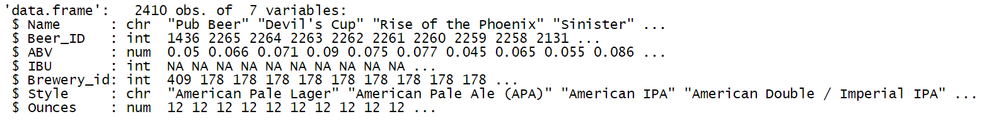 'data.frame':   2410 obs. of  7 variables:
 $ Name      : chr  "Pub Beer" "Devil's Cup" "Rise of the Phoenix" "Sinister" ...
 $ Beer_ID   : int  1436 2265 2264 2263 2262 2261 2260 2259 2258 2131 ...
 $ ABV       : num  0.05 0.066 0.071 0.09 0.075 0.077 0.045 0.065 0.055 0.086 ...
 $ IBU       : int  NA NA NA NA NA NA NA NA NA NA ...
 $ Brewery_id: int  409 178 178 178 178 178 178 178 178 178 ...
 $ Style     : chr  "American Pale Lager" "American Pale Ale (APA)" "American IPA" "American Double / Imperial IPA" ...
 $ Ounces    : num  12 12 12 12 12 12 12 12 12 12 ...